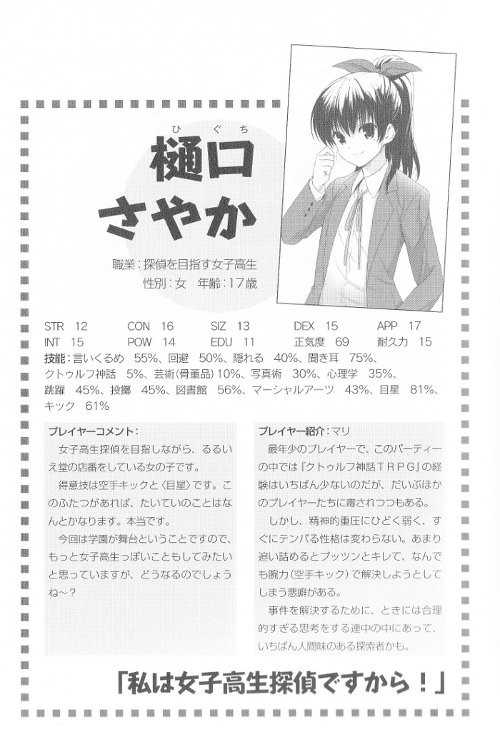 ひぐち
樋口
さやか
職業：探偵を目指す女子高生
性別：女　年齢：17歳
STR 12 CON 16 SIZ 13 DEX 15 APP 17
INT 15 POW 14 EDU 11 正気度 69 耐久力 15
技能：言いくるめ 55%、回避 50%、隠れる 40%、聞き耳 75%、
クトゥルフ神話 5%、芸術（骨董品）10%、写真術 30%、心理学 35%、
跳躍 45%、投擲 45%、図書館 56%、マーシャルアーツ 43%、目星 81%、
キック 61%
プレイヤーコメント：
女子高生探偵を目指しながら、るるい
え堂の店番をしている女の子です。
得意技は空手キックと〈目星〉です。こ
のふたつがあれば、たいていのことはな
んとかなります。本当です。
今回は学園が舞台ということですので、
もっと女子高生っぽいこともしてみたい
と思っていますが、どうなるのでしょう
ね〜？
プレイヤー紹介：マリ
最年少のプレイヤーで、このパーティー
の中では『クトゥルフ神話TRPG』の経
験はいちばん少ないのだが、だいぶほか
のプレイヤーたちに毒されつつもある。
しかし、精神的重圧にひどく弱く、す
ぐにテンパる性格は変わらない。あまり
追い詰めるとプッツンとキレて、なんで
も腕力（空手キック）で解決しようとして
しまう悪癖がある。
事件を解決するために、ときには合理
的すぎる思考をする連中の中にあって、
いちばん人間味のある探索者かも。
「私は女子高生探偵ですから！」